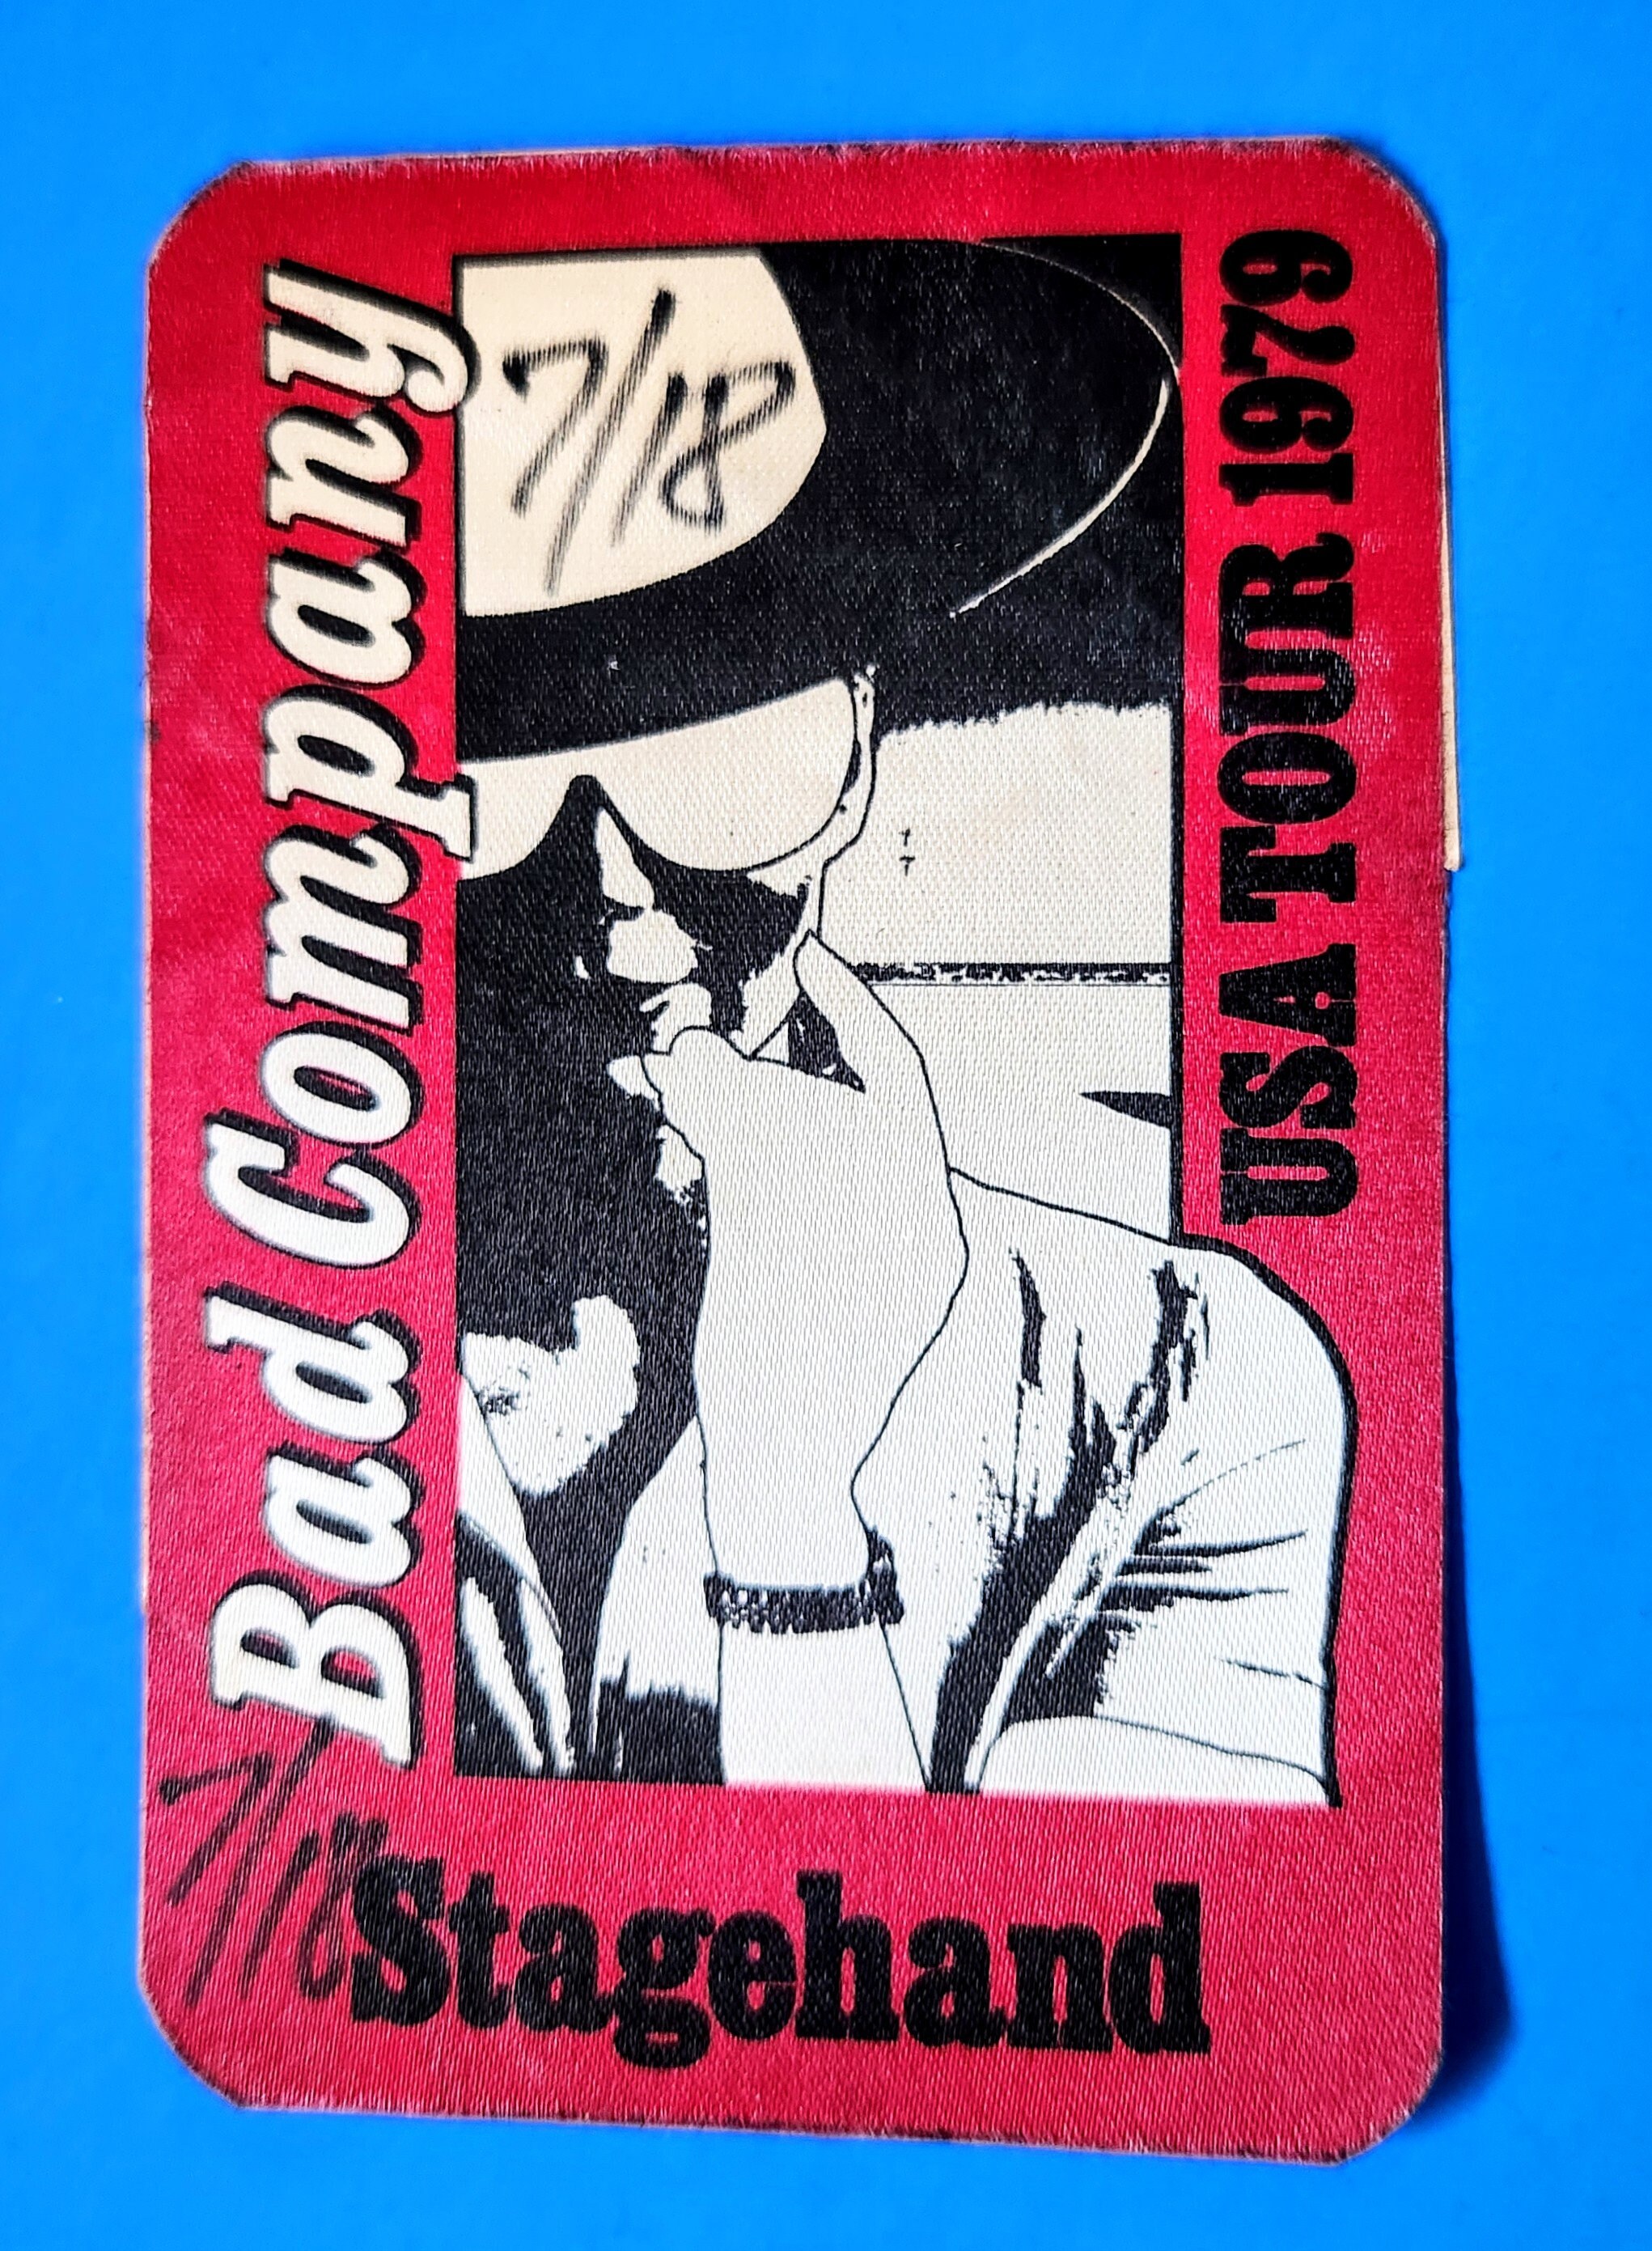 Bad Company
7/18
USA TOUR 1979
7/18
Stagehand